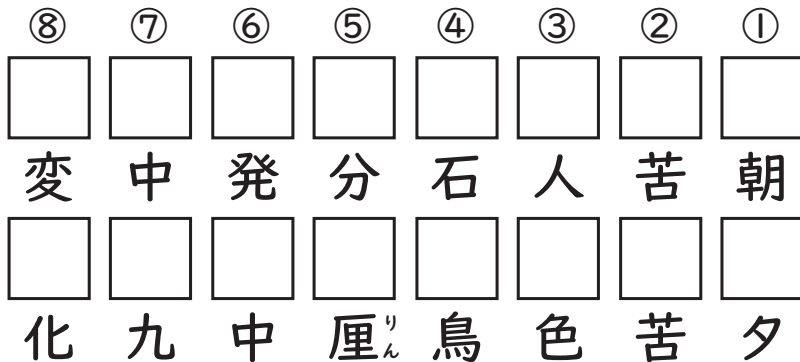 ① □朝□夕
② □苦□苦
③ □人□色
④ □石□鳥
⑤ □分□厘りん
⑥ □発□中
⑦ □中□九
⑧ □変□化